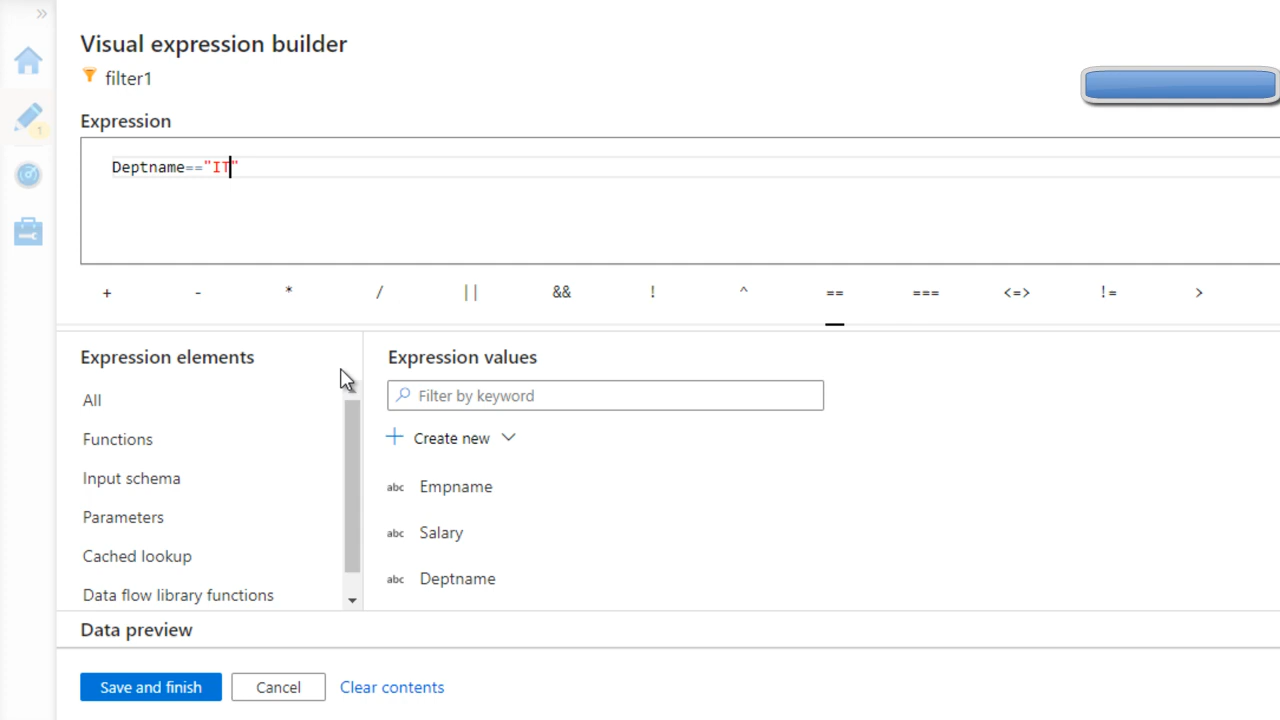 Visual expression builder
filter1
Expression
Deptname=="IT"
+ - * / || && ! ^ == === <=> != >
Expression elements
Expression values
All
Filter by keyword
Functions
Create new
Input schema
abc Empname
Parameters
abc Salary
Cached lookup
abc Deptname
Data flow library functions
Data preview
Save and finish Cancel Clear contents
1